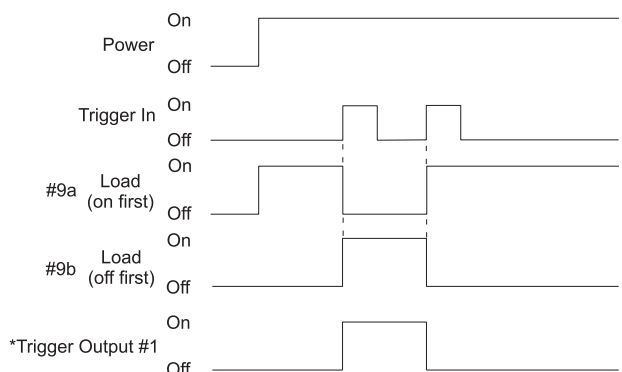 On
Power
Off
On
Trigger In
Off
On
#9a Load
(on first)
Off
On
#9b Load
(off first)
Off
On
*Trigger Output #1
Off